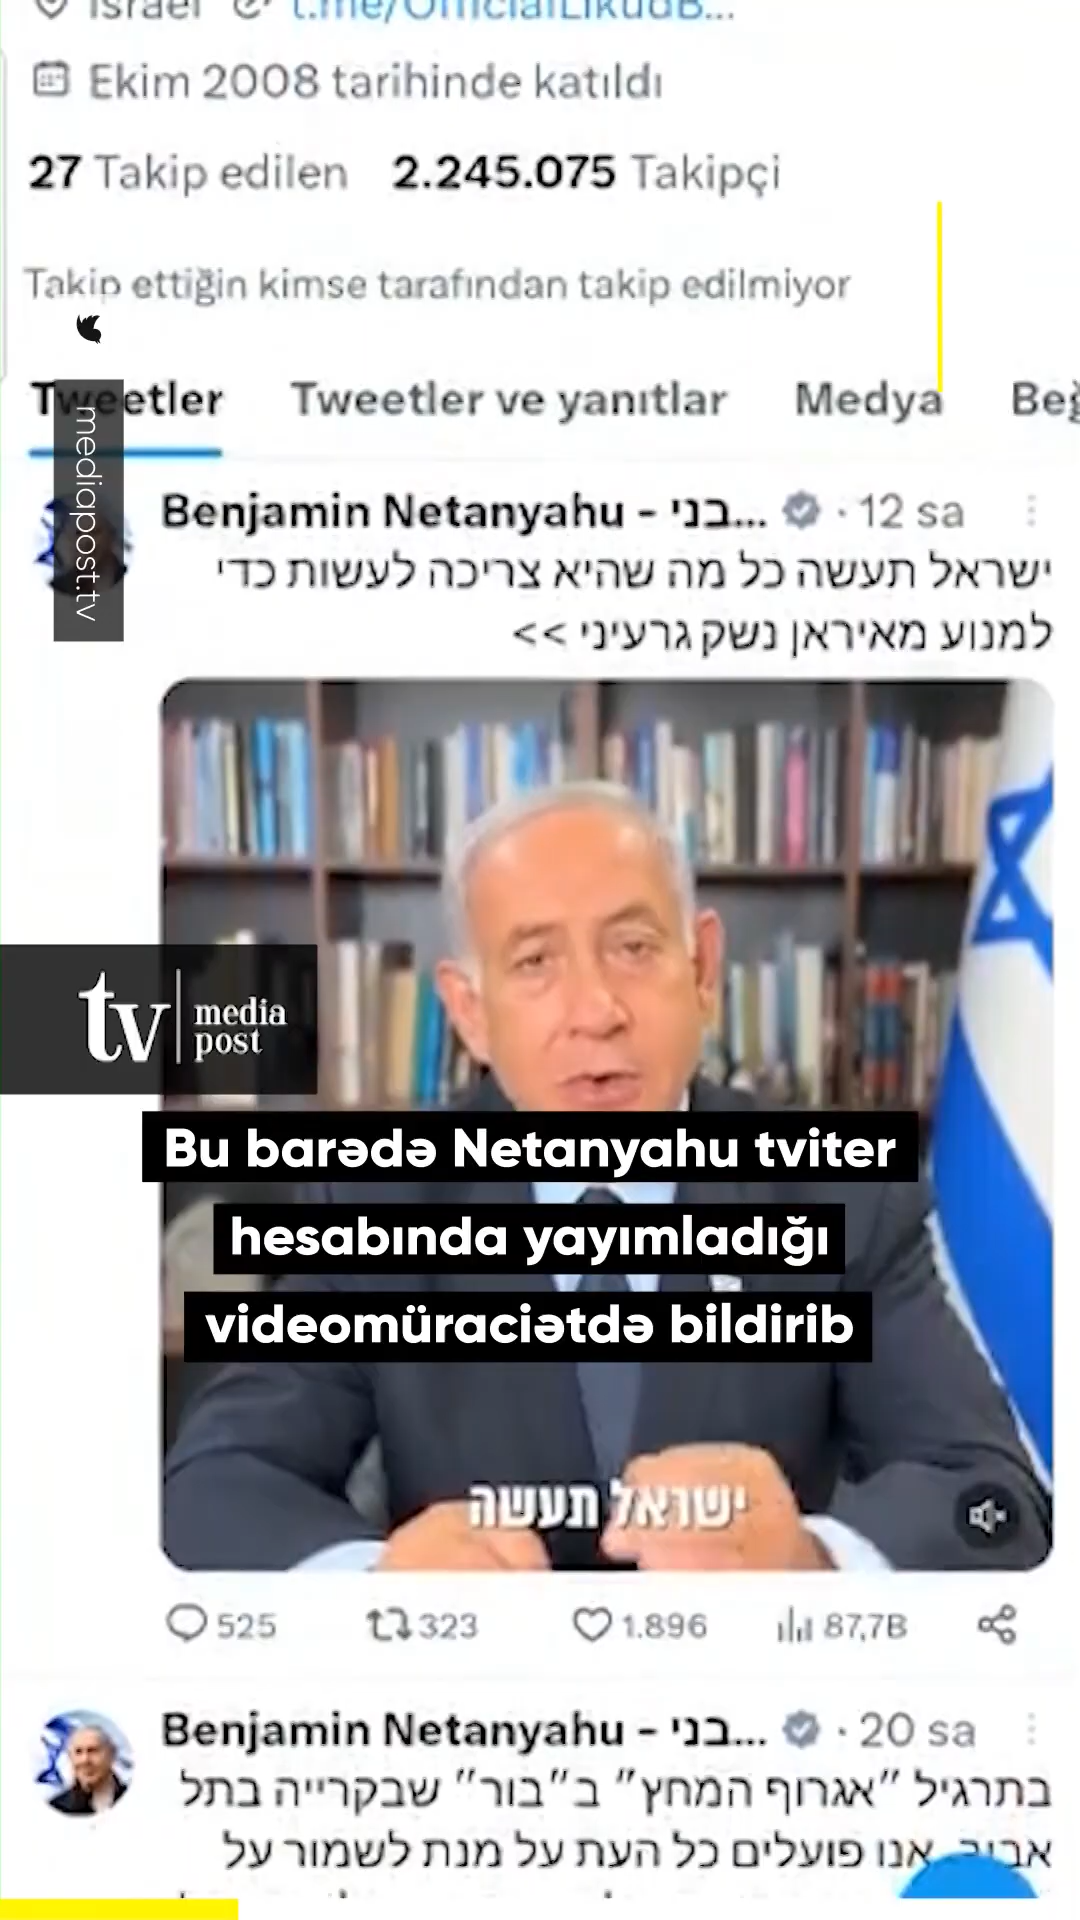 Israel t.me/OfficialLikudB...
Ekim 2008 tarihinde katıldı
27 Takip edilen 2.245.075 Takipçi
Takip ettiğin kimse tarafından takip edilmiyor
Tweetler Tweetler ve yanıtlar Medya Beğ
mediapost.tv
Benjamin Netanyahu - בני... · 12 sa
ישראל תעשה כל מה שהיא צריכה לעשות כדי
למנוע מאיראן נשק גרעיני >>
tv media
post
Bu barədə Netanyahu tviter
hesabında yayımladığı
videomüraciətdə bildirib
ישראל תעשה
525 323 1.896 87,7B
Benjamin Netanyahu - בני... · 20 sa
בתרגיל "אגרוף המחץ" ב"בור" שבקרייה בתל
אביב. אנו פועלים כל העת על מנת לשמור על